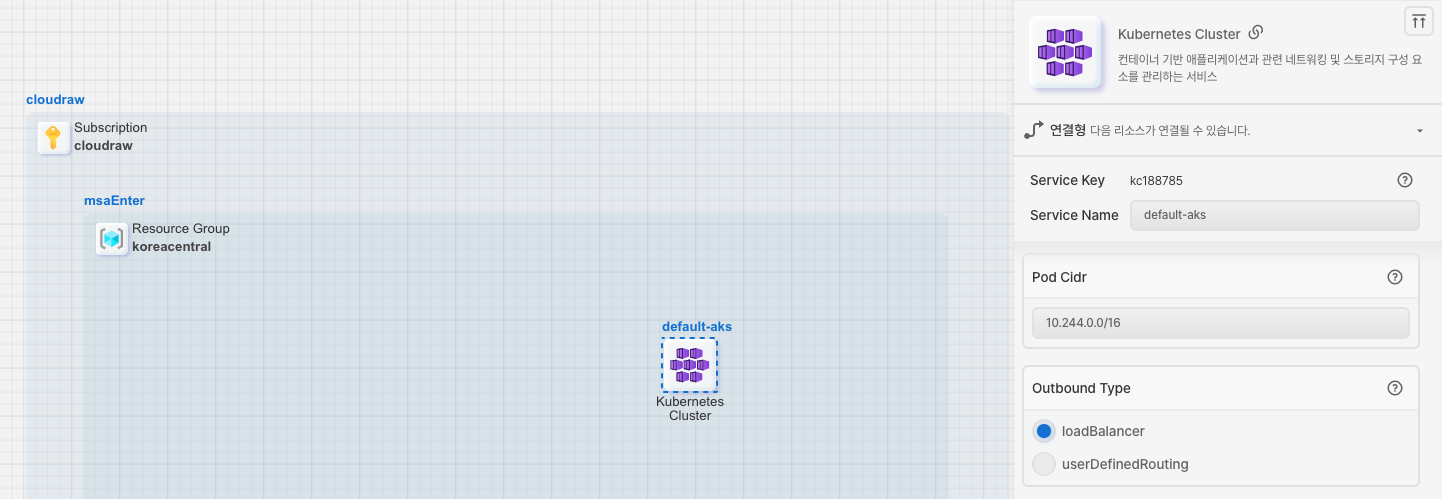 cloudraw
Subscription
cloudraw
msaEnter
Resource Group
koreacentral
default-aks
Kubernetes
Cluster
Kubernetes Cluster
컨테이너 기반 애플리케이션과 관련 네트워킹 및 스토리지 구성 요
소를 관리하는 서비스
연결형 다음 리소스가 연결될 수 있습니다.
Service Key kc188785
Service Name default-aks
Pod Cidr
10.244.0.0/16
Outbound Type
loadBalancer
userDefinedRouting